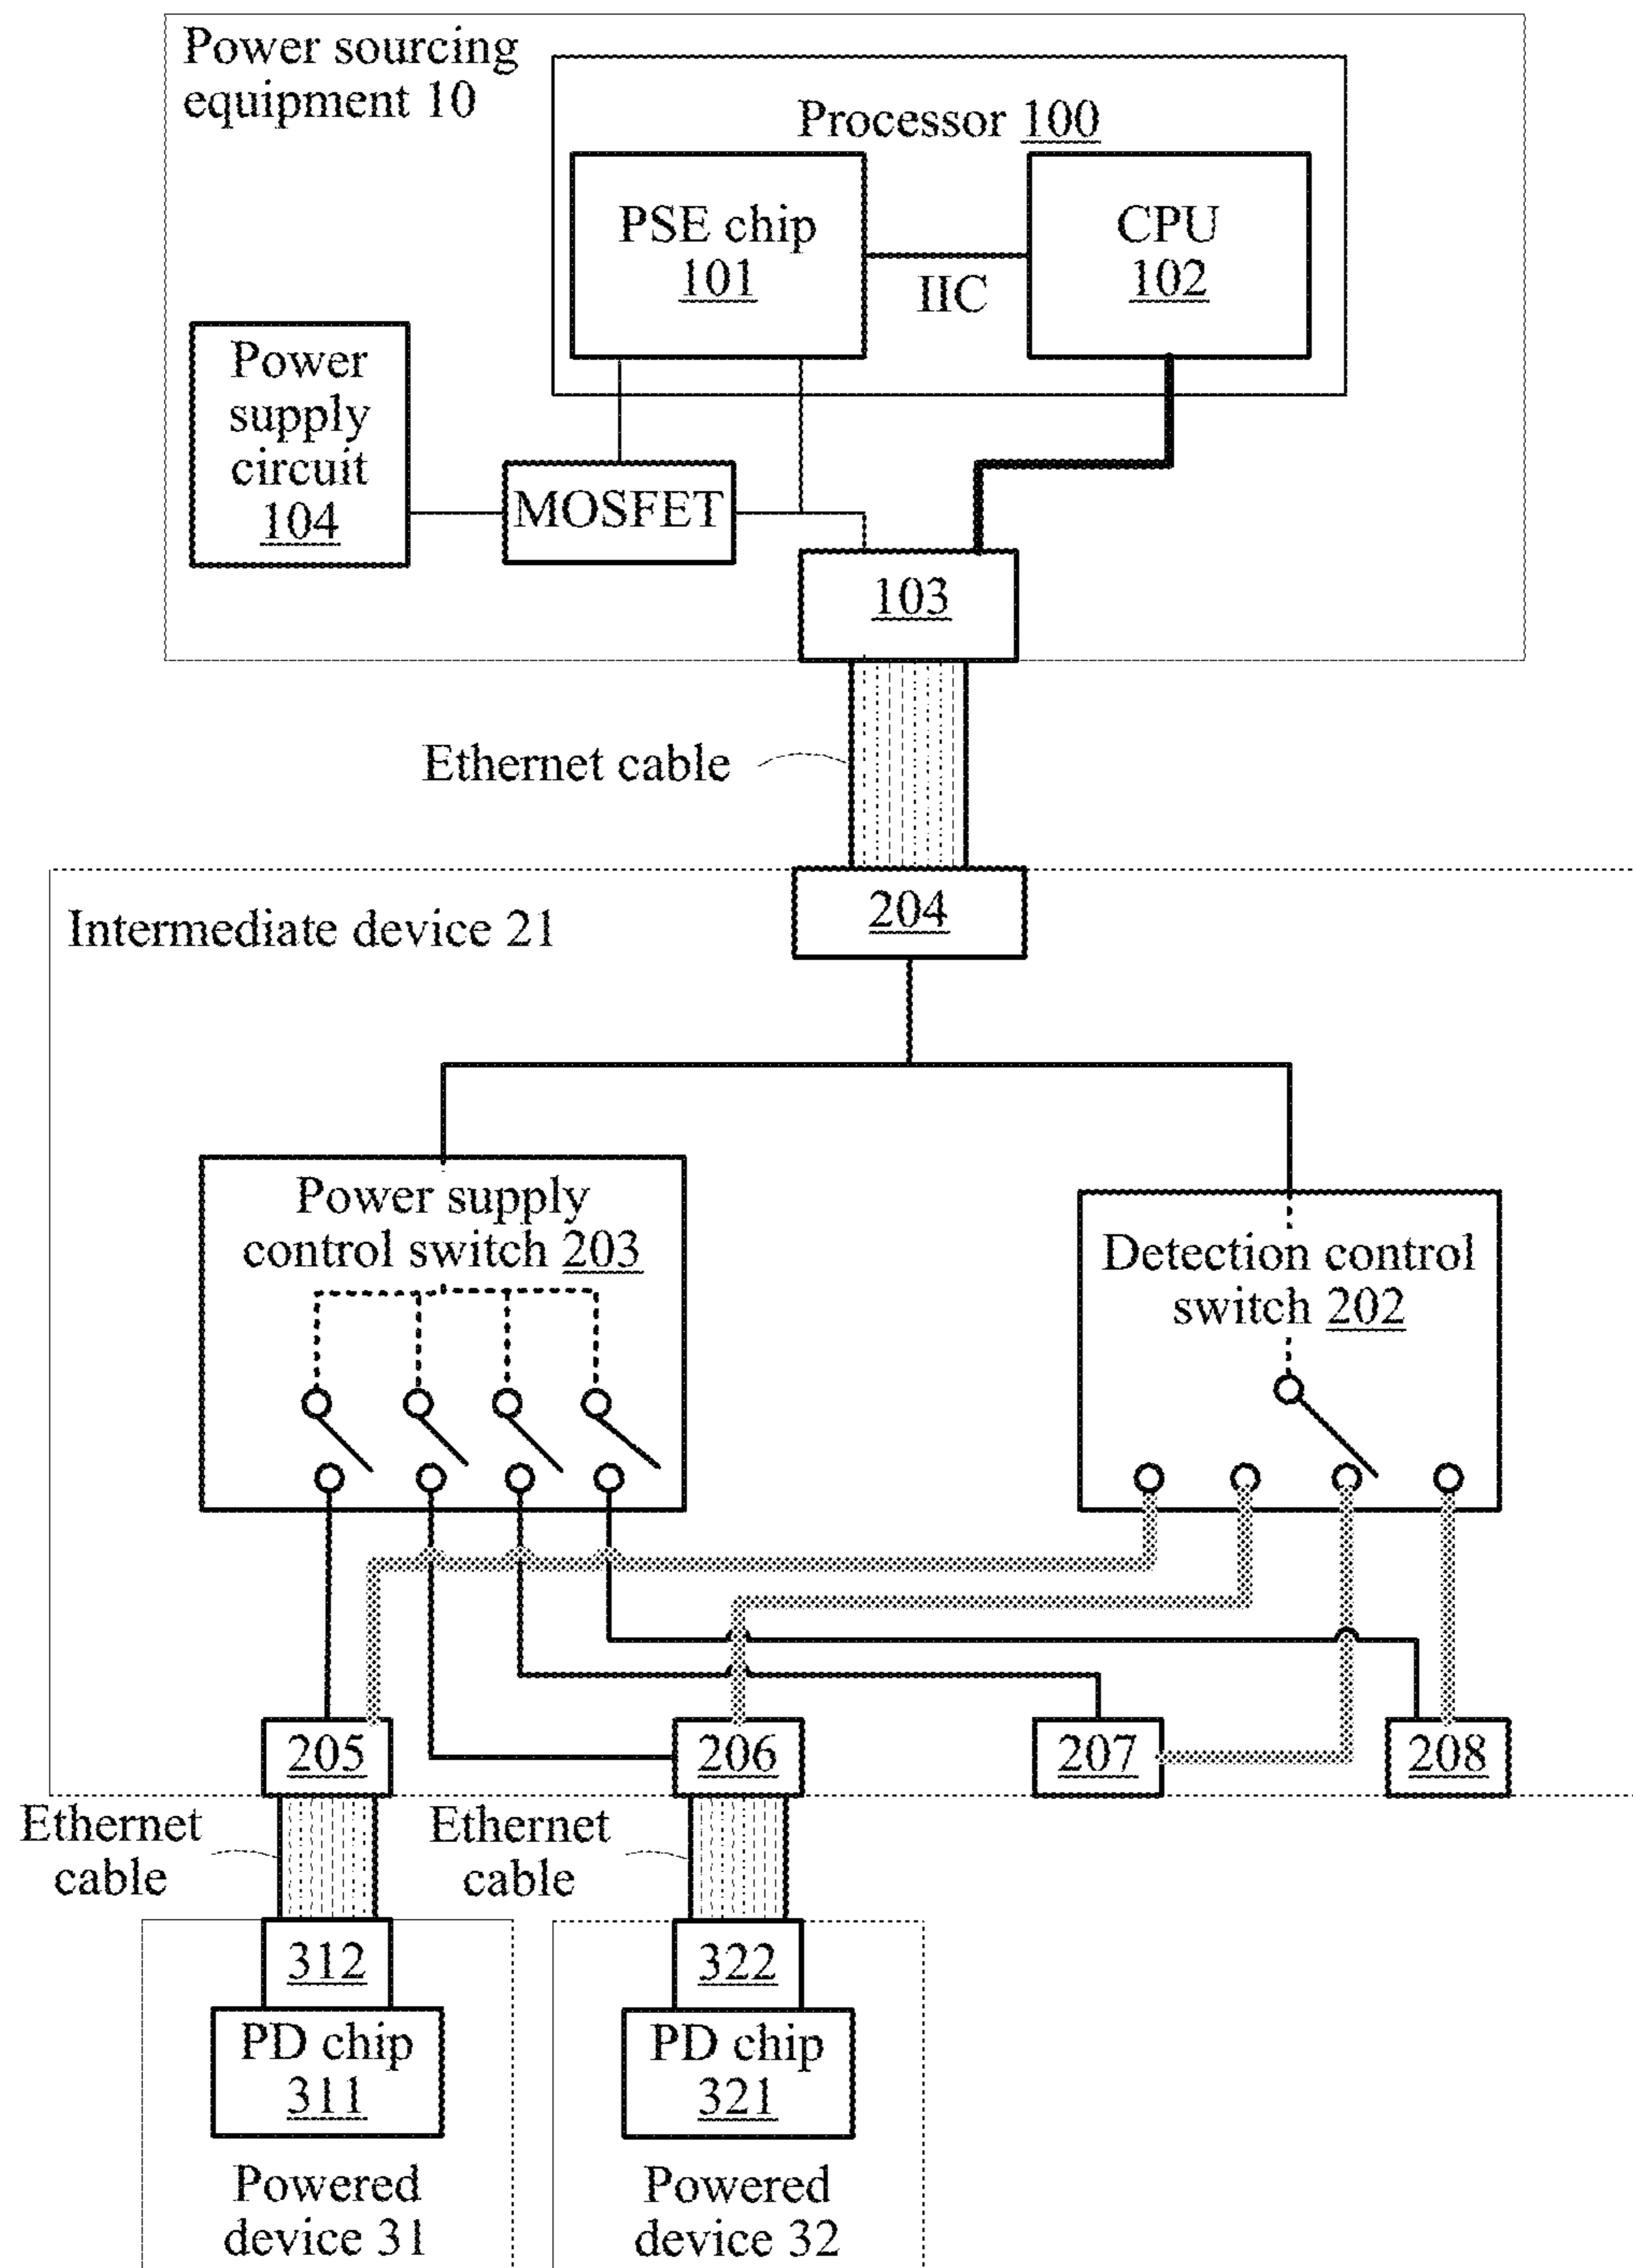 Power sourcing
equipment 10
Processor 100
PSE chip
101
IIC
CPU
102
Power
supply
circuit
104
MOSFET
103
Ethernet cable
204
Intermediate device 21
Power supply
control switch 203
Detection control
switch 202
205
206
207
208
Ethernet
cable
Ethernet
cable
312
322
PD chip
311
PD chip
321
Powered
device 31
Powered
device 32